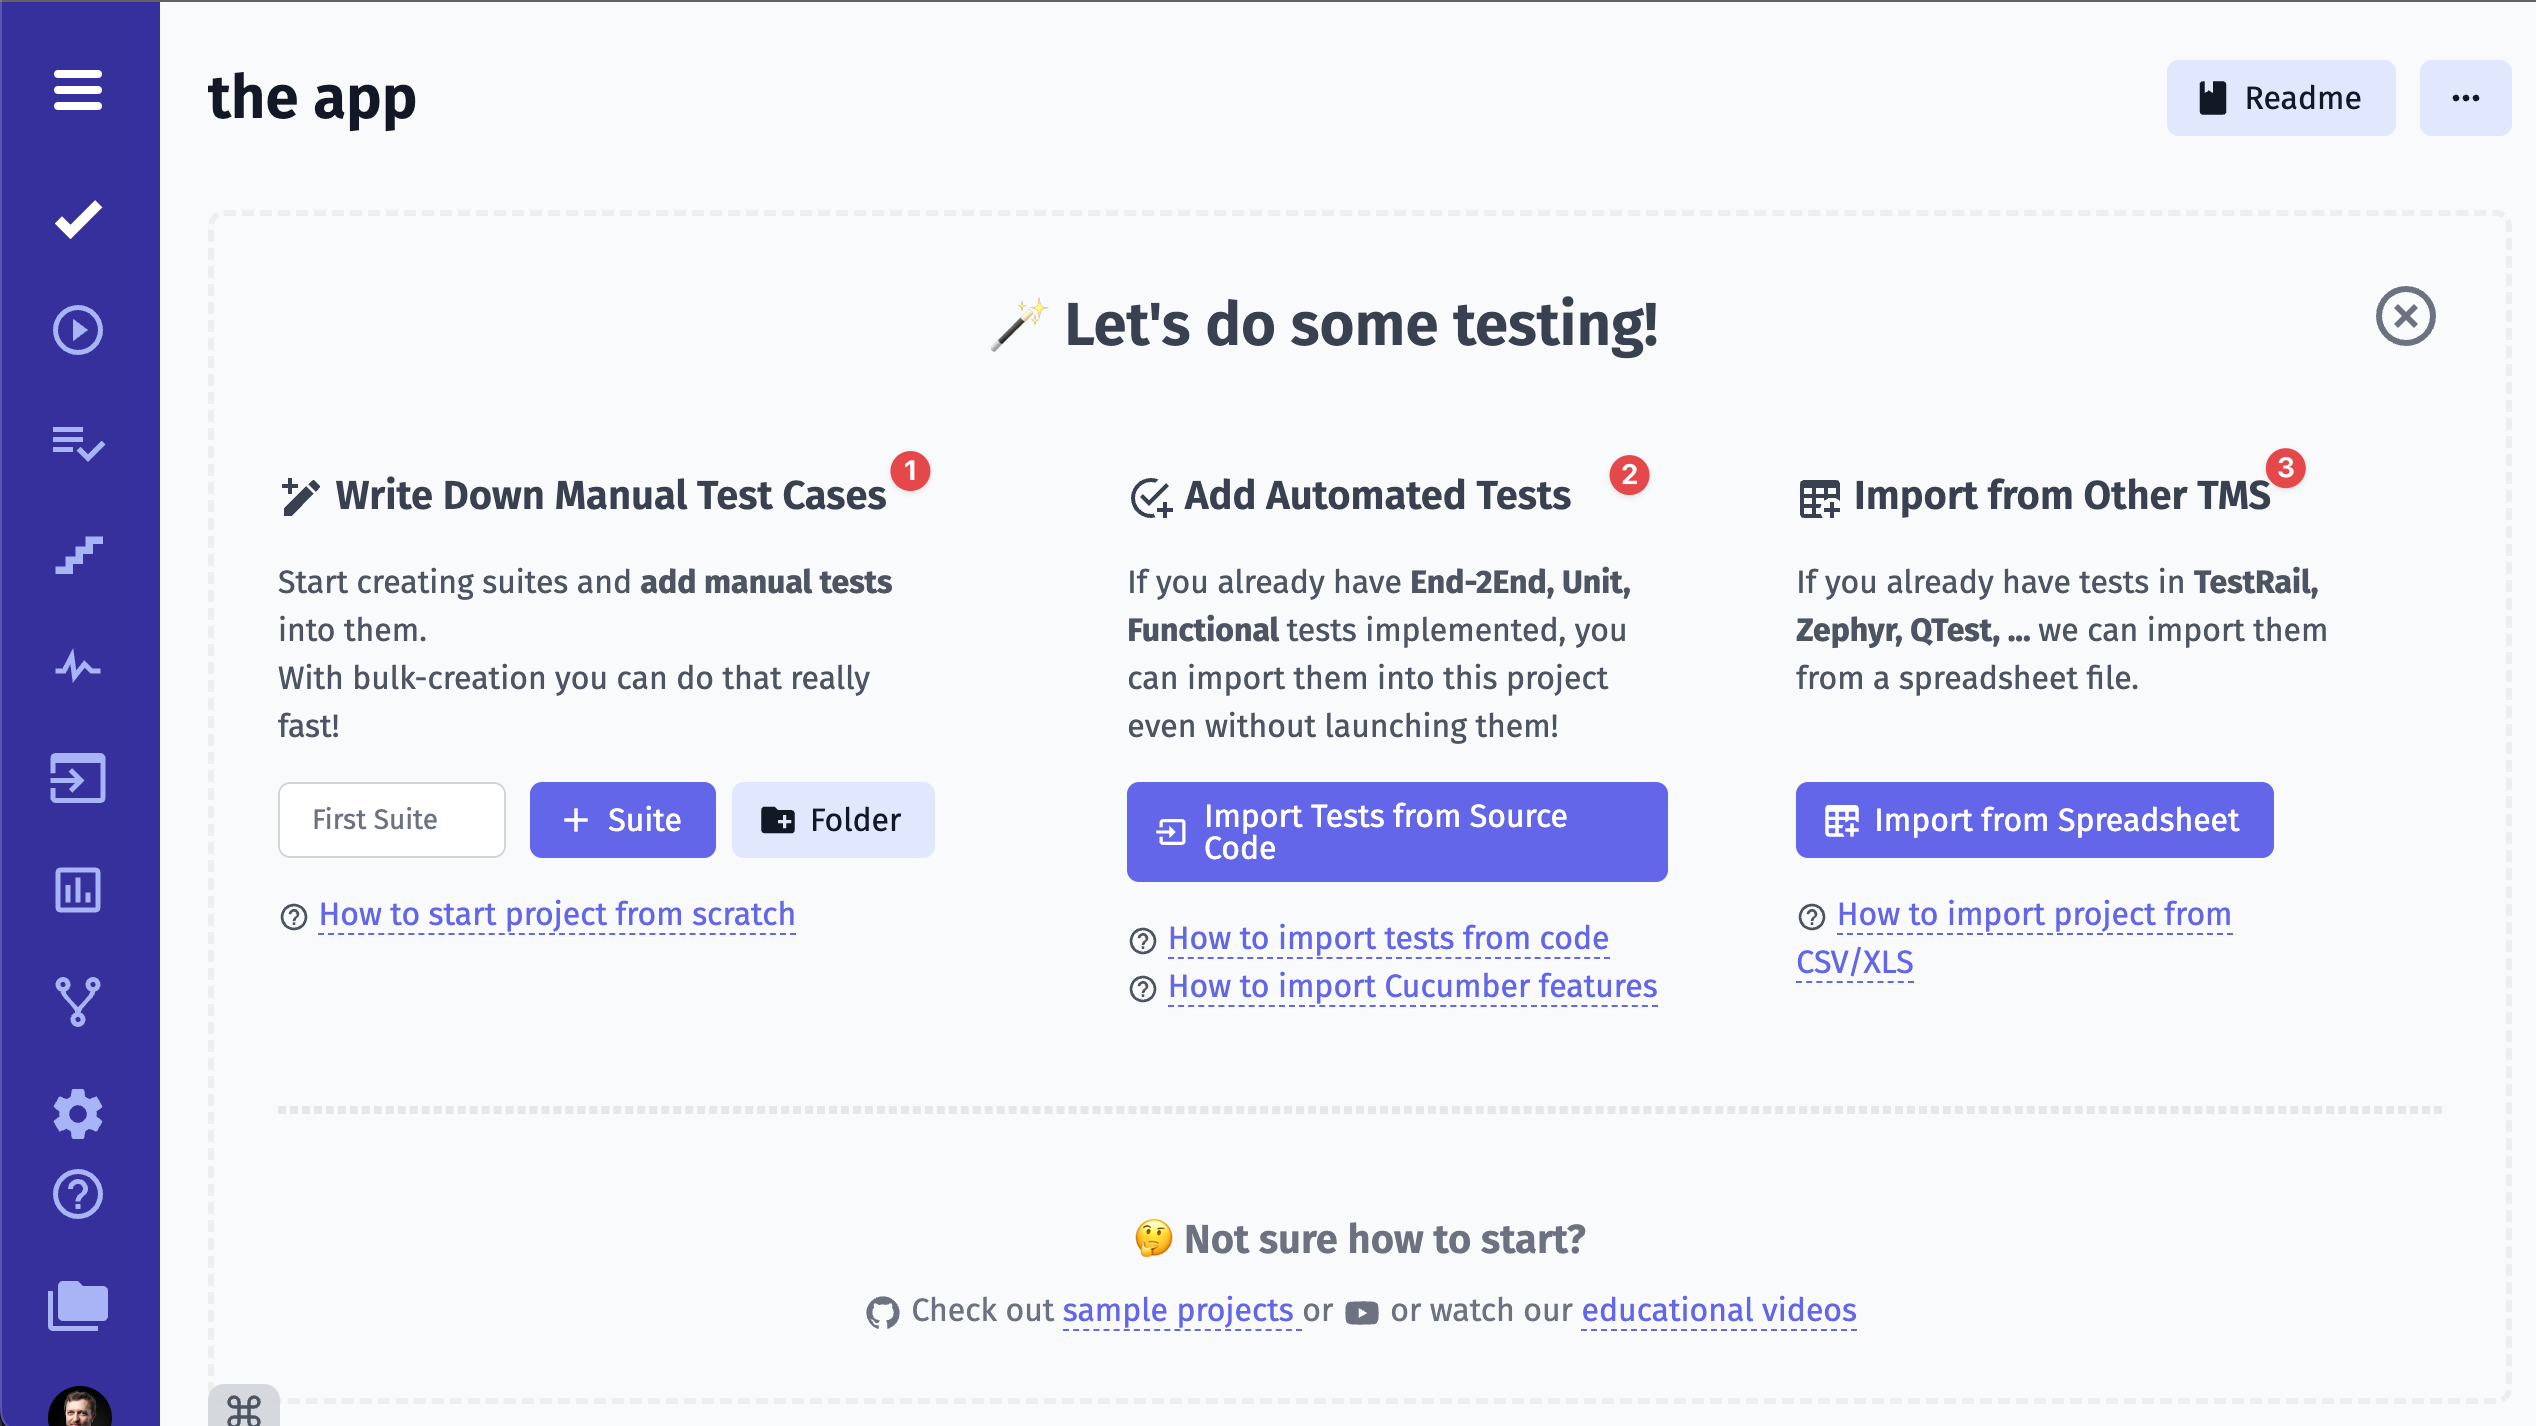 the app
Readme
Let's do some testing!
Write Down Manual Test Cases 1
Start creating suites and add manual tests
into them.
With bulk-creation you can do that really
fast!
First Suite
+ Suite
Folder
How to start project from scratch
Add Automated Tests 2
If you already have End-2End, Unit,
Functional tests implemented, you
can import them into this project
even without launching them!
Import Tests from Source
Code
How to import tests from code
How to import Cucumber features
Import from Other TMS 3
If you already have tests in TestRail,
Zephyr, QTest, ... we can import them
from a spreadsheet file.
Import from Spreadsheet
How to import project from
CSV/XLS
Not sure how to start?
Check out sample projects or or watch our educational videos